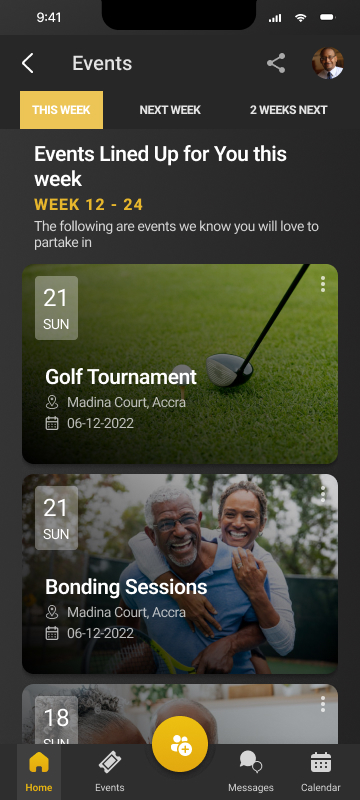 9:41
Events
THIS WEEK
NEXT WEEK
2 WEEKS NEXT
Events Lined Up for You this
week
WEEK 12 - 24
The following are events we know you will love to
partake in
21
SUN
Golf Tournament
Madina Court, Accra
06-12-2022
21
SUN
Bonding Sessions
Madina Court, Accra
06-12-2022
18
SUN
Home
Events
Messages
Calendar